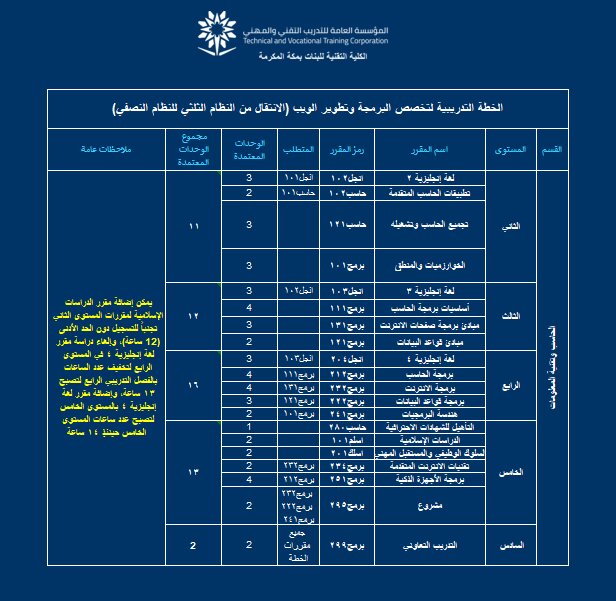 المؤسسة العامة للتدريب التقني والمهني
Technical and Vocational Training Corporation
الكلية التقنية للبنات بمكة المكرمة
الخطة التدريبية لتخصص البرمجة وتطوير الويب (الانتقال من النظام الثلثي للنظام النصفي)
القسم المستوى اسم المقرر رمز المقرر المتطلب الوحدات المعتمدة مجموع الوحدات المعتمدة ملاحظات عامة
الحاسب وتقنية المعلومات
الثاني
لغة إنجليزية ٢ انجل١٠٢ انجل١٠١ 3
تطبيقات الحاسب المتقدمة حاسب١٠٢ حاسب١٠١ 2
تجميع الحاسب وتشغيله حاسب١٢١ 3
الخوارزميات والمنطق برمج١٠١ 3
١١
الثالث
لغة إنجليزية ٣ انجل١٠٣ انجل١٠٢ 3
أساسيات برمجة الحاسب برمج١١١ 4
مبادئ برمجة صفحات الانترنت برمج١٣١ 3
مبادئ قواعد البيانات برمج١٢١ 2
١٢
الرابع
لغة إنجليزية ٤ انجل٢٠٤ انجل١٠٣ 3
برمجة الحاسب برمج٢١٢ برمج١١١ 4
برمجة الانترنت برمج٢٣٢ برمج١٣١ 4
برمجة قواعد البيانات برمج٢٢٢ برمج١٢١ 3
هندسة البرمجيات برمج٢٤١ برمج١٠١ 2
١٦
الخامس
التأهيل للشهادات الاحترافية حاسب٢٨٠ 1
الدراسات الإسلامية اسلم١٠١ 2
السلوك الوظيفي والمستقبل المهني اسلك٢٠١ 2
تقنيات الانترنت المتقدمة برمج٢٣٤ برمج٢٣٢ 2
برمجة الأجهزة الذكية برمج٢٥١ برمج٢١٢ 4
مشروع برمج٢٩٥ برمج٢٣٢ برمج٢٢٢ برمج٢٤١ 2
١٣
السادس
التدريب التعاوني برمج٢٩٩ جميع مقررات الخطة 2
2
يمكن إضافة مقرر الدراسات
الإسلامية لمقررات المستوى الثاني
تجنباً للتسجيل دون الحد الأدنى
(12 ساعة)، وإلغاء دراسة مقرر
لغة إنجليزية ٤ في المستوى
الرابع لتخفيف عدد الساعات
بالفصل التدريبي الرابع لتصبح
١٣ ساعة، وإضافة مقرر لغة
إنجليزية ٤ بالمستوى الخامس
لتصبح عدد ساعات المستوى
الخامس حينئذٍ ١٤ ساعة